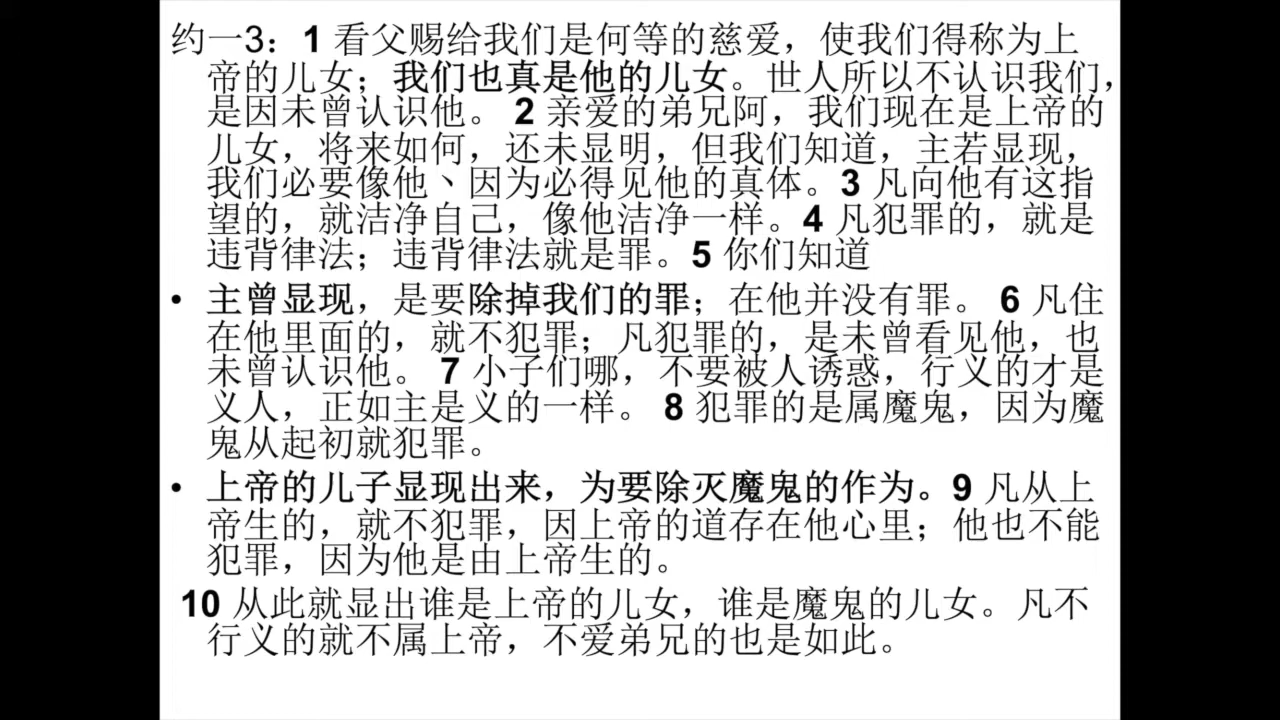 约一3：1 看父赐给我们是何等的慈爱，使我们得称为上
帝的儿女；我们也真是他的儿女。世人所以不认识我们，
是因未曾认识他。 2 亲爱的弟兄阿，我们现在是上帝的
儿女，将来如何，还未显明，但我们知道，主若显现，
我们必要像他丶因为必得见他的真体。3 凡向他有这指
望的，就洁净自己，像他洁净一样。4 凡犯罪的，就是
违背律法；违背律法就是罪。5 你们知道
• 主曾显现，是要除掉我们的罪；在他并没有罪。 6 凡住
在他里面的，就不犯罪；凡犯罪的，是未曾看见他，也
未曾认识他。 7 小子们哪，不要被人诱惑，行义的才是
义人，正如主是义的一样。 8 犯罪的是属魔鬼，因为魔
鬼从起初就犯罪。
• 上帝的儿子显现出来，为要除灭魔鬼的作为。9 凡从上
帝生的，就不犯罪，因上帝的道存在他心里；他也不能
犯罪，因为他是由上帝生的。
10 从此就显出谁是上帝的儿女，谁是魔鬼的儿女。凡不
行义的就不属上帝，不爱弟兄的也是如此。